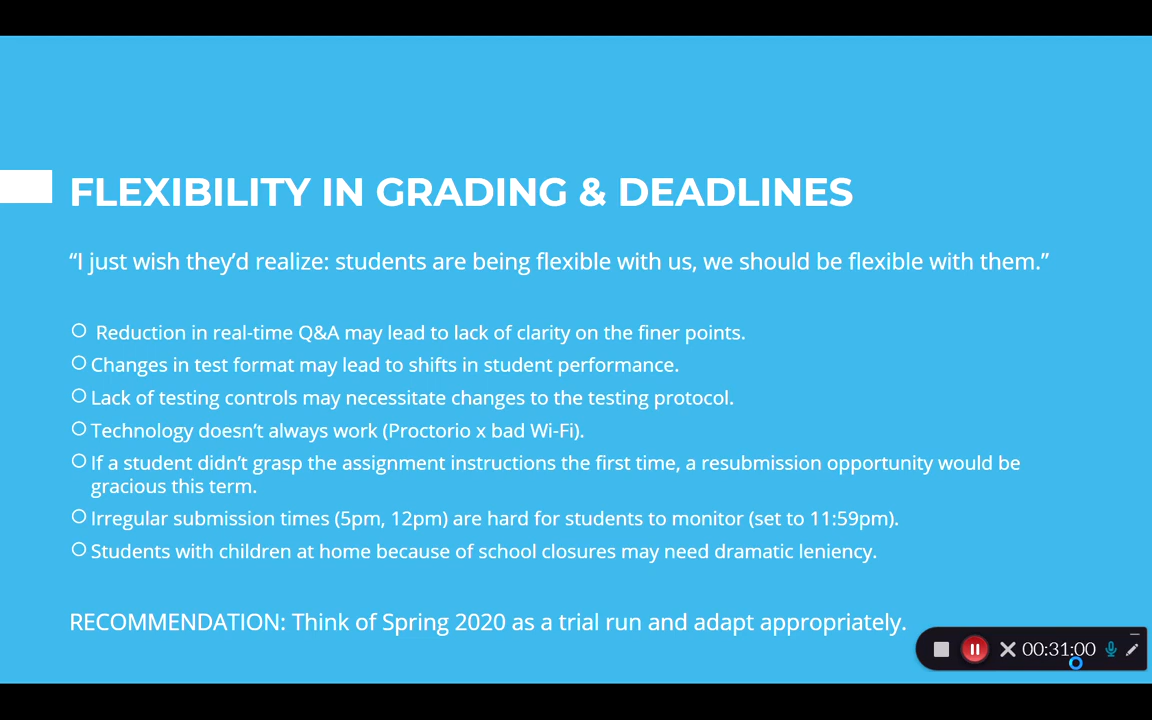 FLEXIBILITY IN GRADING & DEADLINES
“I just wish they’d realize: students are being flexible with us, we should be flexible with them.”
Reduction in real-time Q&A may lead to lack of clarity on the finer points.
Changes in test format may lead to shifts in student performance.
Lack of testing controls may necessitate changes to the testing protocol.
Technology doesn’t always work (Proctorio x bad Wi-Fi).
If a student didn’t grasp the assignment instructions the first time, a resubmission opportunity would be
gracious this term.
Irregular submission times (5pm, 12pm) are hard for students to monitor (set to 11:59pm).
Students with children at home because of school closures may need dramatic leniency.
RECOMMENDATION: Think of Spring 2020 as a trial run and adapt appropriately.
00:31:00